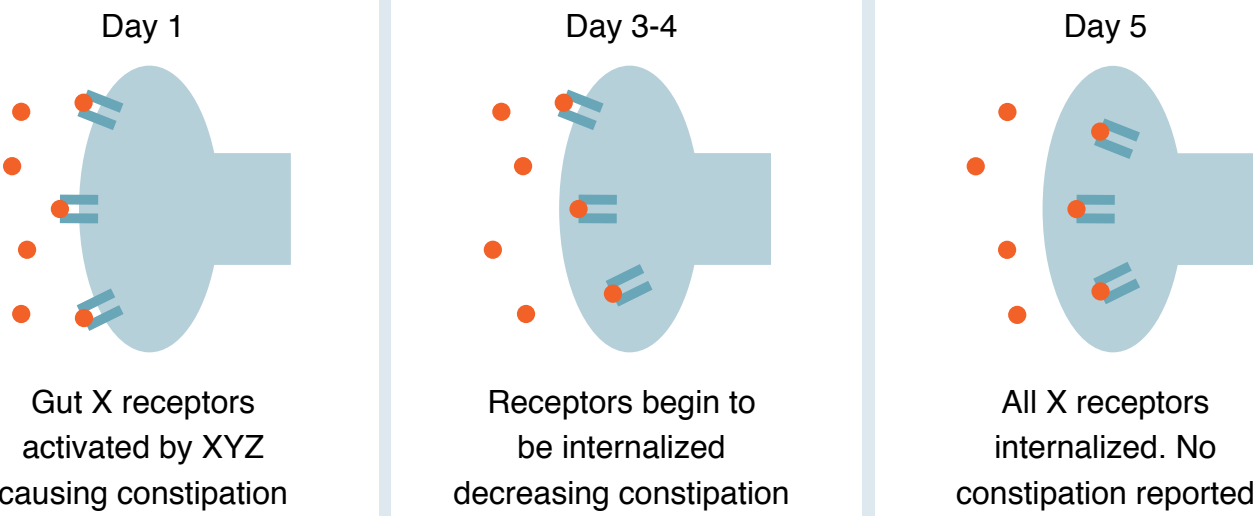 Day 1
Gut X receptors
activated by XYZ
causing constipation
Day 3-4
Receptors begin to
be internalized
decreasing constipation
Day 5
All X receptors
internalized. No
constipation reported